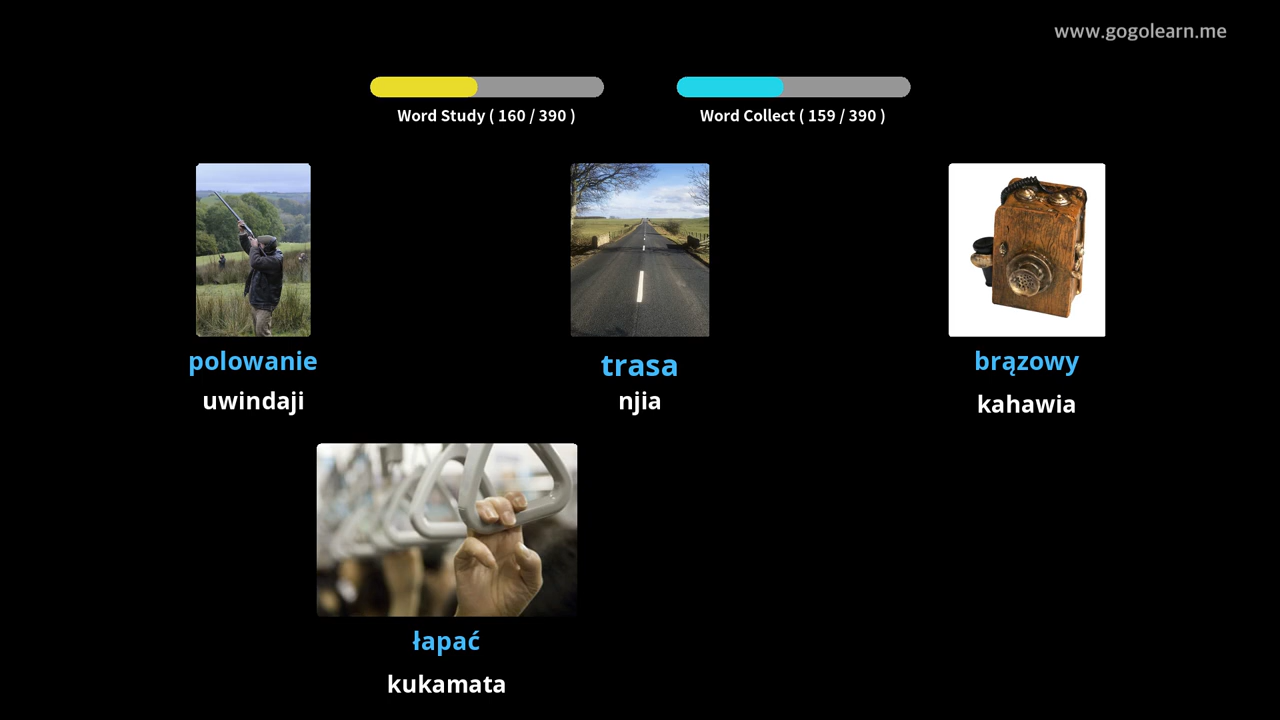 www.gogolearn.me
Word Study ( 160 / 390 )
Word Collect ( 159 / 390 )
polowanie
uwindaji
trasa
njia
brązowy
kahawia
łapać
kukamata